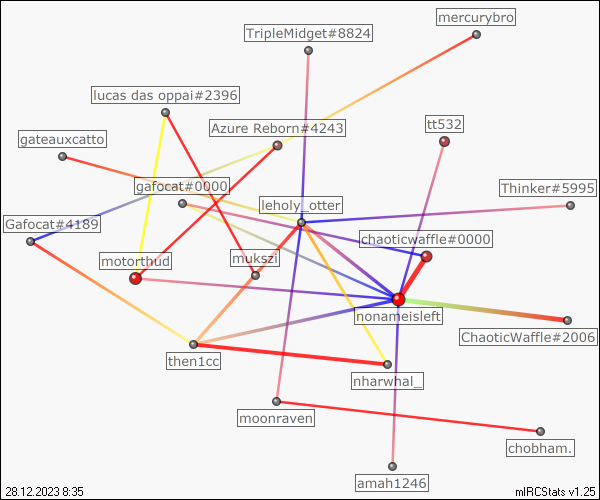 mercurybro
TripleMidget#8824
lucas das oppai#2396
Azure Reborn#4243
tt532
gateauxcatto
gafocat#0000
Thinker#5995
leholy_otter
Gafocat#4189
chaoticwaffle#0000
motorthdd
mukszi
nonameisleft
ChaoticWaffle#2006
then1cc
nharwhal_
moonraven
chobham.
amah1246
28.12.2023 8:35
mIRCStats v1.25